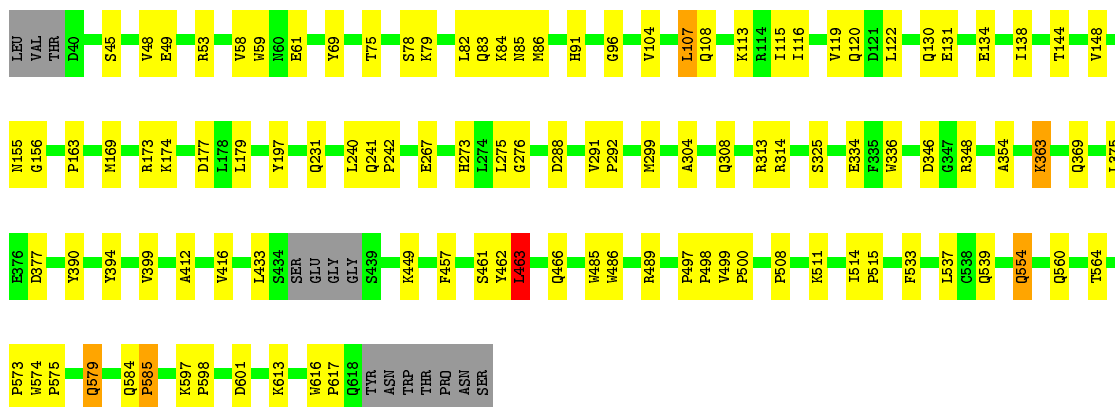 LEU VAL THR D40 S45 V48 E49 R53 V58 W59 N60 E61 Y69 T75 S78 K79 L82 Q83 K84 N85 M86 H91 G96 V104 L107 Q108 K113 R114 I115 I116 V119 Q120 D121 L122 Q130 E131 E134 I138 T144 V148
N155 G156 P163 M169 R173 K174 D177 L178 L179 Y197 Q231 L240 Q241 P242 E267 H273 L274 L275 G276 D288 V291 P292 M299 A304 Q308 R313 R314 S325 E334 F335 W336 D346 G347 R348 A354 K363 Q369
E376 D377 Y390 Y394 V399 A412 V416 L433 S434 SER GLU GLY GLY S439 K449 F457 S461 Y462 L463 Q466 W485 W486 R489 P497 P498 V499 P500 P508 K511 I514 P515 F533 L537 C538 Q539 Q554 Q560 T564
P573 W574 P575 Q579 Q584 P585 K597 P598 D601 K613 W616 P617 Q618 TYR ASN TRP THR PRO ASN SER